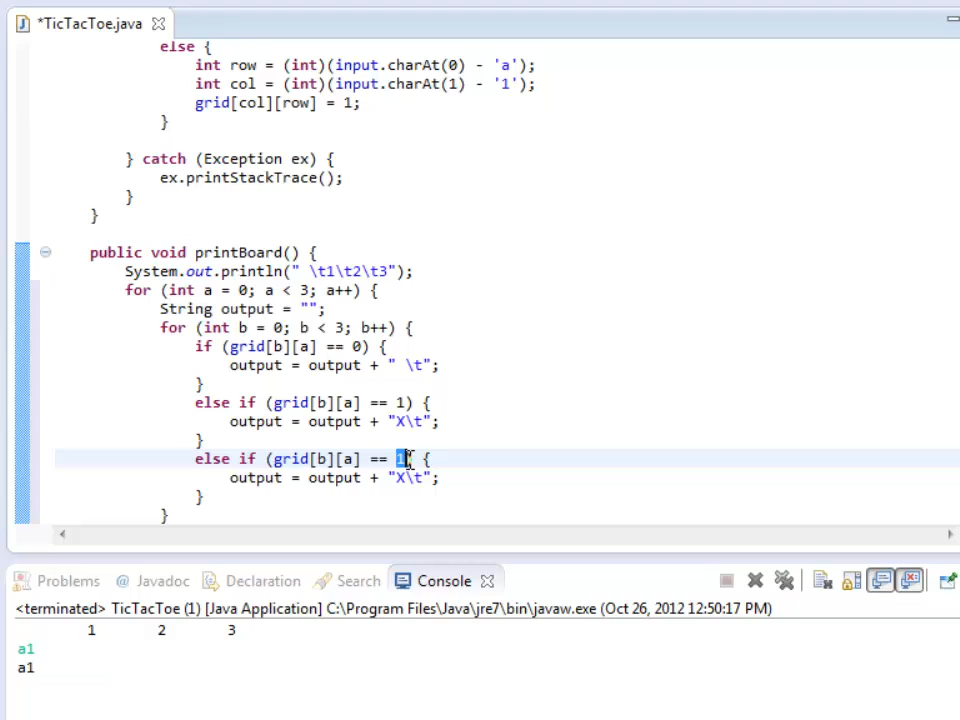 *TicTacToe.java
else {
int row = (int)(input.charAt(0) - 'a');
int col = (int)(input.charAt(1) - '1');
grid[col][row] = 1;
}
} catch (Exception ex) {
ex.printStackTrace();
}
}
public void printBoard() {
System.out.println(" \t1\t2\t3");
for (int a = 0; a < 3; a++) {
String output = "";
for (int b = 0; b < 3; b++) {
if (grid[b][a] == 0) {
output = output + " \t";
}
else if (grid[b][a] == 1) {
output = output + "X\t";
}
else if (grid[b][a] == 1) {
output = output + "X\t";
}
}
Problems @ Javadoc Declaration Search Console
<terminated> TicTacToe (1) [Java Application] C:\Program Files\Java\jre7\bin\javaw.exe (Oct 26, 2012 12:50:17 PM)
1 2 3
a1
a1